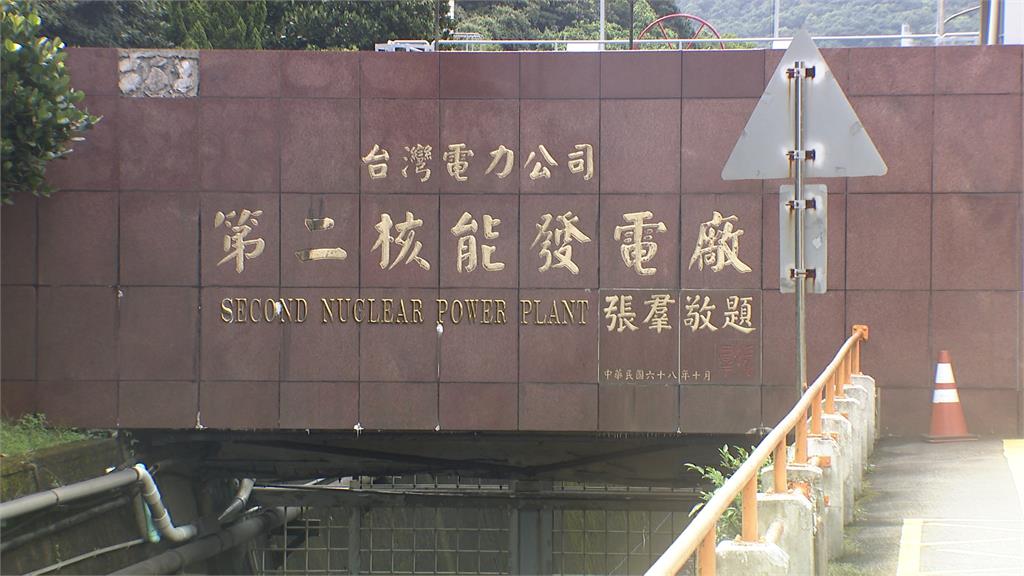 台灣電力公司
第二核能發電廠
SECOND NUCLEAR POWER PLANT
張羣敬題
中華民國六十八年十月